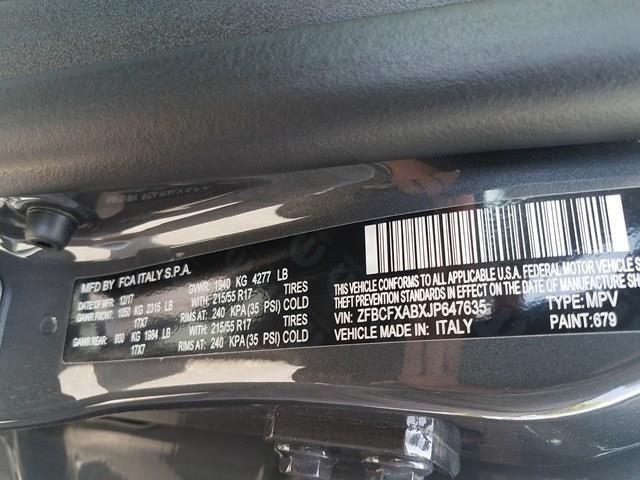 MFD BY FCA ITALY S.P.A.
DATE OF MFR: 12/17 GVWR: 1940 KG 4277 LB
GAWR FRONT: 1050 KG 2315 LB WITH: 215/55 R17 TIRES
17X7 RIMS AT: 240 KPA (35 PSI) COLD
GAWR REAR: 900 KG 1984 LB WITH: 215/55 R17 TIRES
17X7 RIMS AT: 240 KPA (35 PSI) COLD
THIS VEHICLE CONFORMS TO ALL APPLICABLE U.S.A. FEDERAL MOTOR VEHICLE S
BUMPER AND THEFT PREVENTION STANDARDS IN EFFECT ON THE DATE OF MANUFACTURE SH
VIN: ZFBCFXABXJP647635 TYPE: MPV
VEHICLE MADE IN: ITALY PAINT: 679